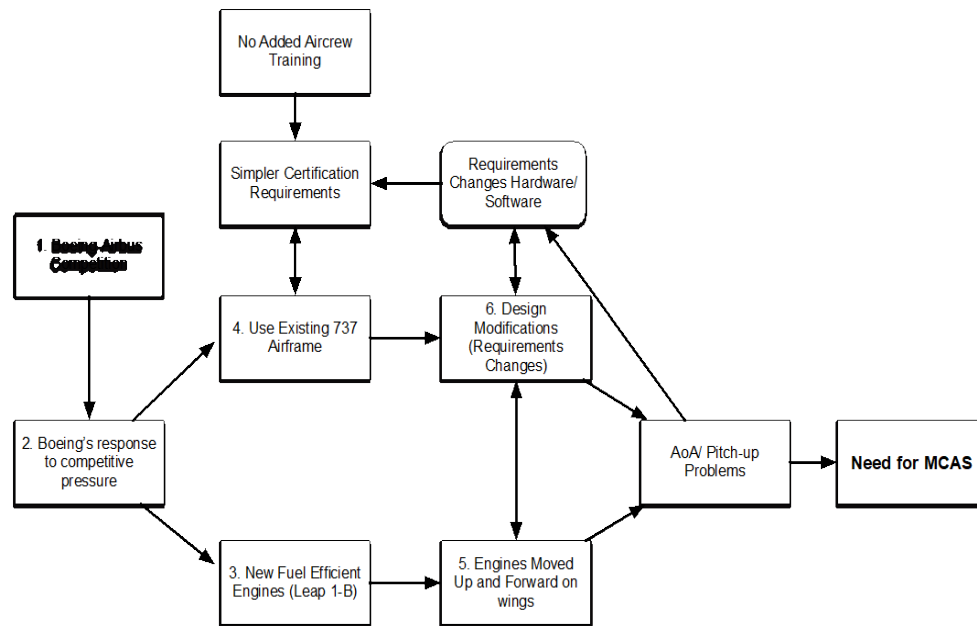 No Added Aircrew
Training
Simpler Certification
Requirements
Requirements
Changes Hardware/
Software
1. Boeing-Airbus
Competition
4. Use Existing 737
Airframe
6. Design
Modifications
(Requirements
Changes)
2. Boeing’s response
to competitive
pressure
AoA/ Pitch-up
Problems
Need for MCAS
3. New Fuel Efficient
Engines (Leap 1-B)
5. Engines Moved
Up and Forward on
wings